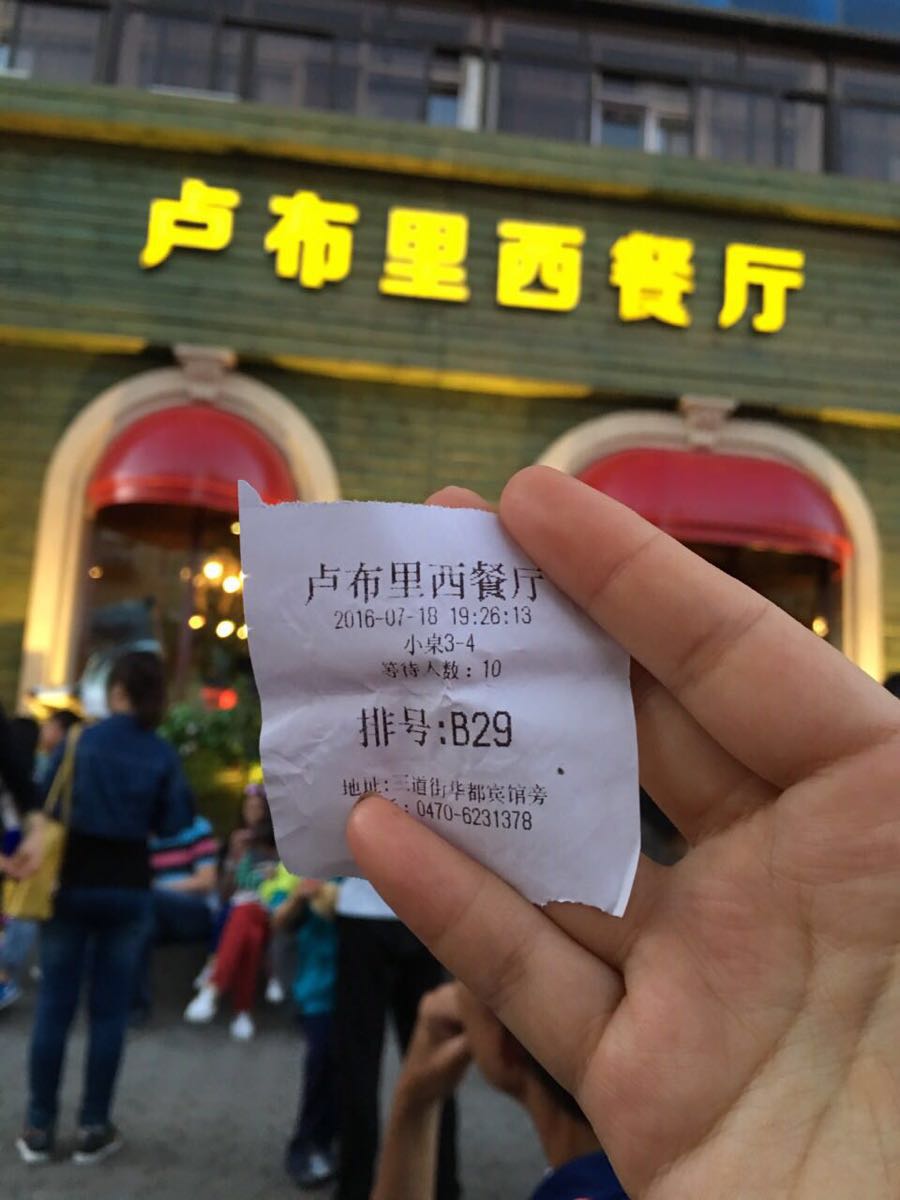 卢布里西餐厅
卢布里西餐厅
2016-07-18 19:26:13
小桌3-4
等待人数：10
排号:B29
地址:三道街华都宾馆旁
: 0470-6231378